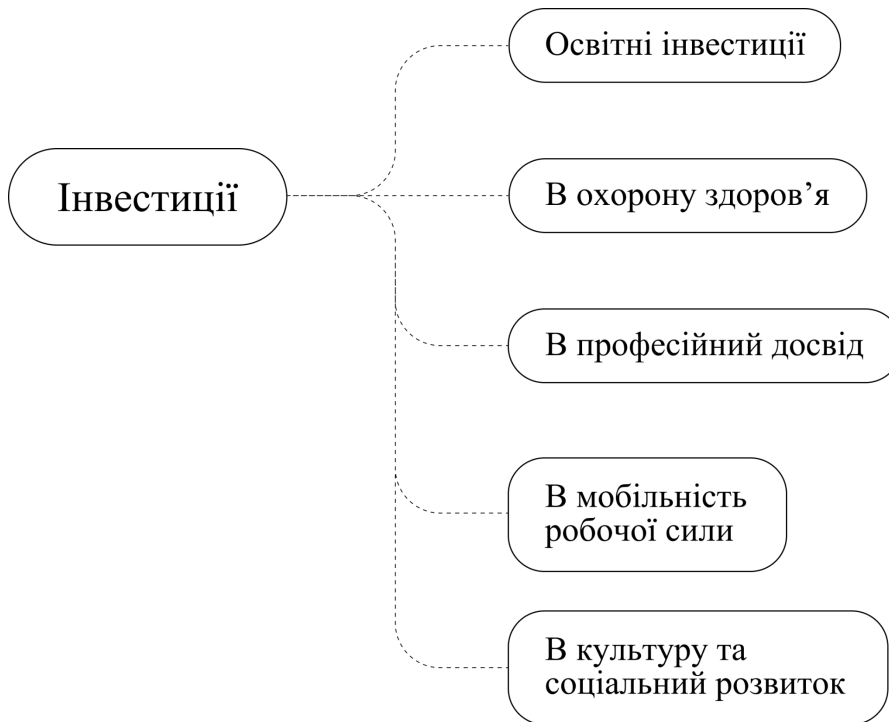 Освітні інвестиції
В охорону здоров’я
Інвестиції
В професійний досвід
В мобільність
робочої сили
В культуру та
соціальний розвиток